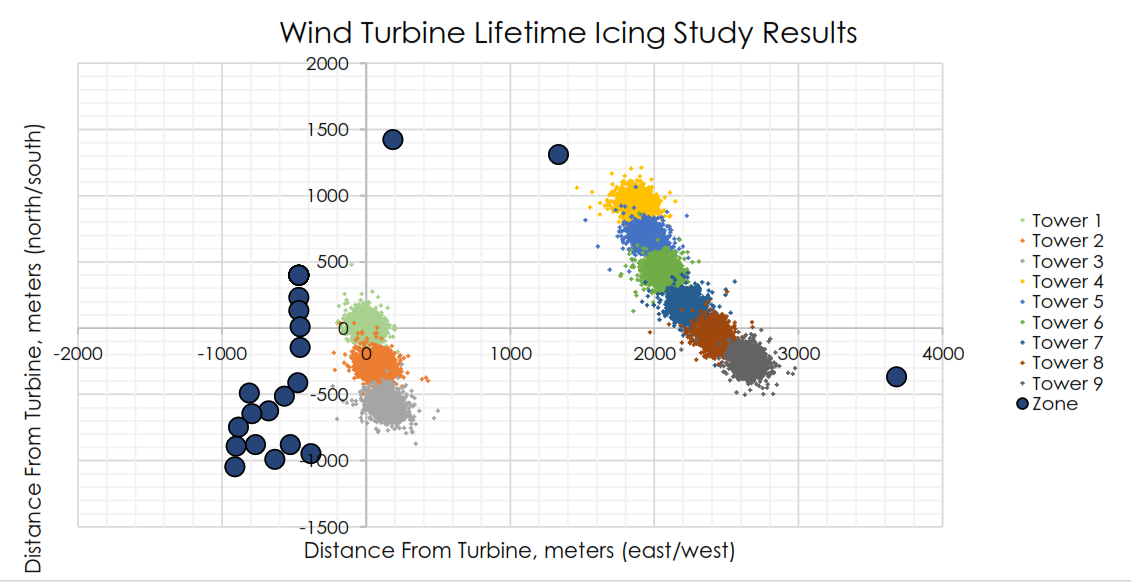 Wind Turbine Lifetime Icing Study Results
Distance From Turbine, meters (north/south)
2000
1500
1000
500
0
-500
-1000
-1500
-2000
-1000
0
1000
2000
3000
4000
Distance From Turbine, meters (east/west)
Tower 1
Tower 2
Tower 3
Tower 4
Tower 5
Tower 6
Tower 7
Tower 8
Tower 9
Zone